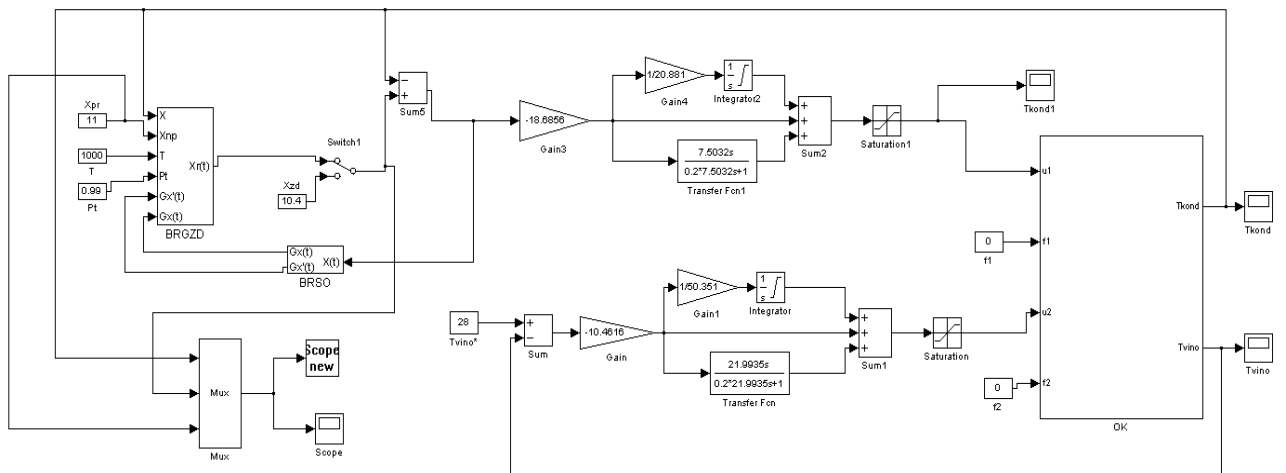 Xpr
11
1000
T
0.99
Pt
X
Xnp
T
Pt
Gx'(t)
Gx(t)
Xr(t)
BRGZD
Switch1
Xzd
10.4
Gx(t)
Gx'(t)
X(t)
BRSO
−
+
Sum5
-18.6856
Gain3
1/20.881
Gain4
1
s
Integrator2
7.5032s
0.2*7.5032s+1
Transfer Fcn1
+
+
+
Sum2
Saturation1
Tkond1
28
Tvino*
+
−
Sum
-10.4616
Gain
1/50.351
Gain1
1
s
Integrator
21.9935s
0.2*21.9935s+1
Transfer Fcn
+
+
+
Sum1
Saturation
0
f1
0
f2
u1
f1
u2
f2
Tkond
Tvino
OK
Tkond
Tvino
Mux
Mux
Scope
new
Scope